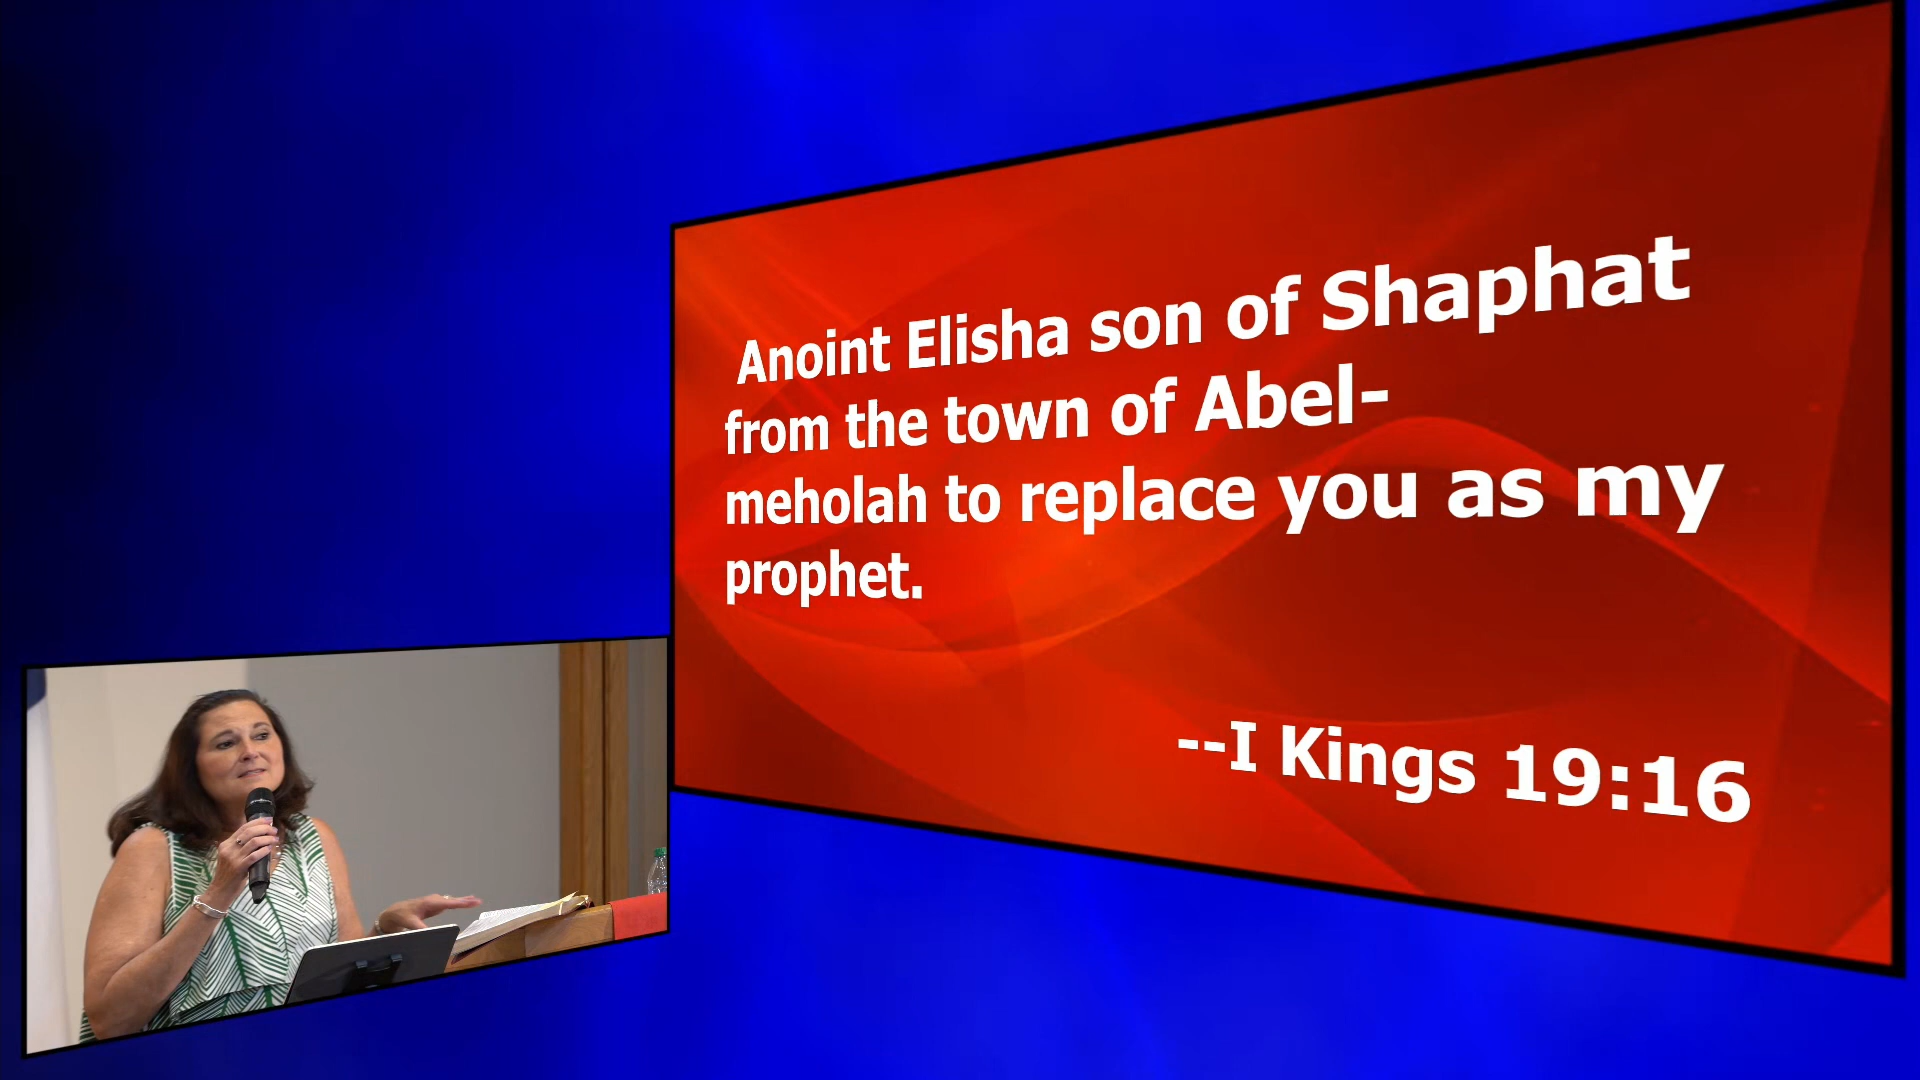 Anoint Elisha son of Shaphat
from the town of Abel-
meholah to replace you as my
prophet.
--I Kings 19:16